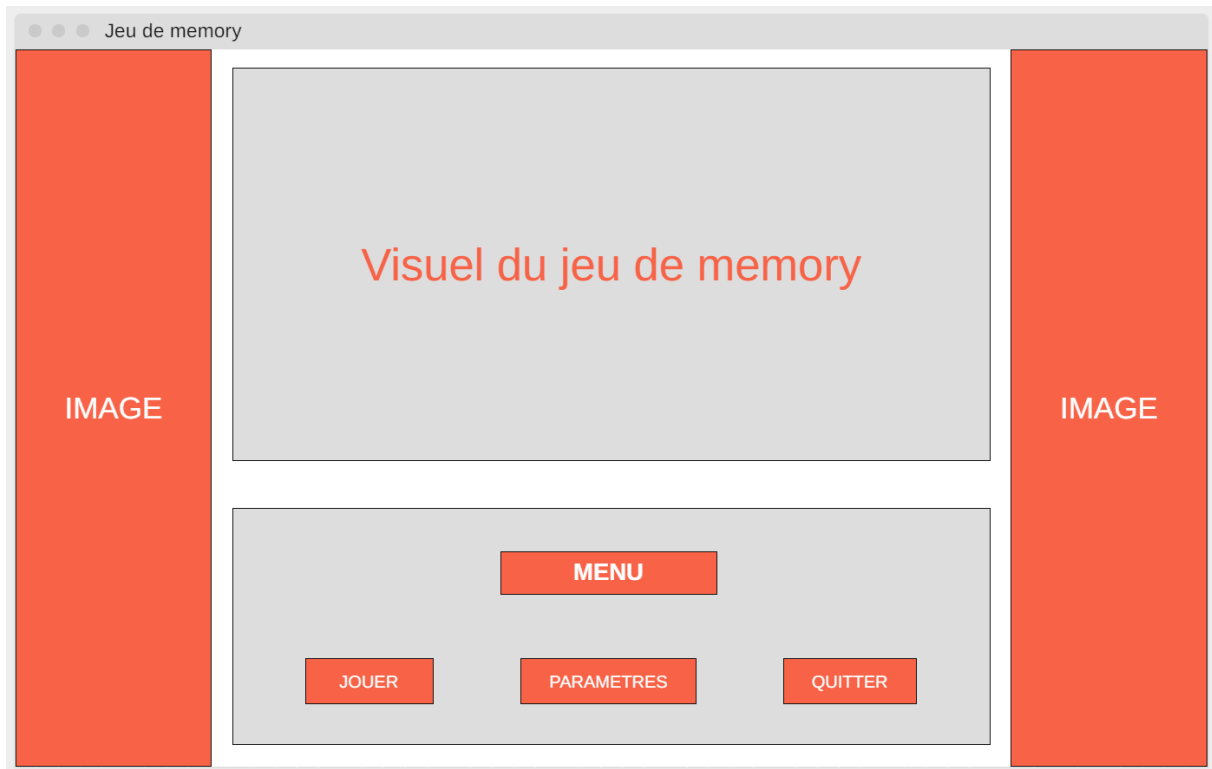 Jeu de memory
Visuel du jeu de memory
IMAGE
IMAGE
MENU
JOUER
PARAMETRES
QUITTER